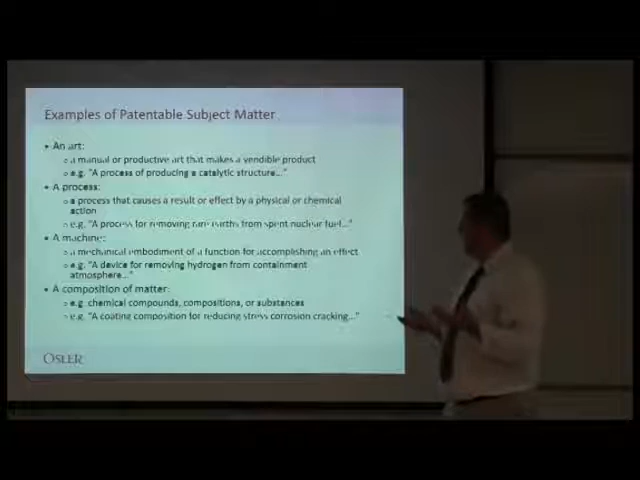 Examples of Patentable Subject Matter
• An art:
o a manual or productive art that makes a vendible product
o e.g. "A process of producing a catalytic structure..."
• A process:
o a process that causes a result or effect by a physical or chemical
action
o e.g. "A process for removing rare earths from spent nuclear fuel..."
• A machine:
o a mechanical embodiment of a function for accomplishing an effect
o e.g. "A device for removing hydrogen from containment
atmosphere..."
• A composition of matter:
o e.g. chemical compounds, compositions, or substances
o e.g. "A coating composition for reducing stress corrosion cracking..."
OSLER